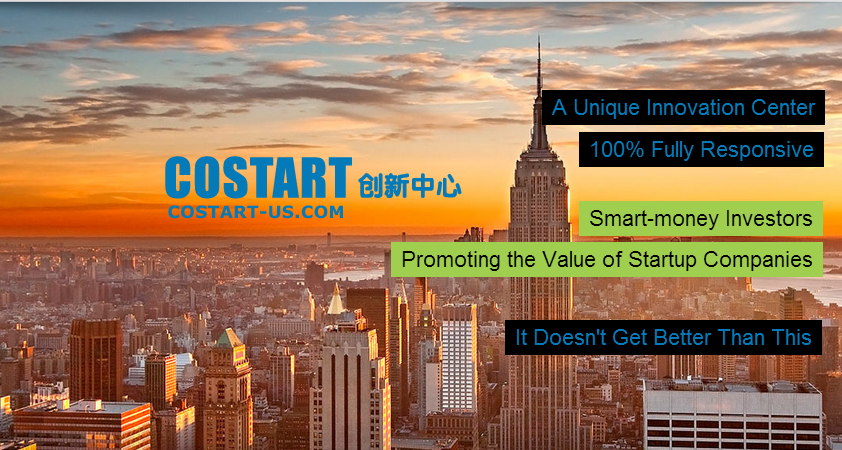 A Unique Innovation Center
100% Fully Responsive
COSTART 创新中心
COSTART-US.COM
Smart-money Investors
Promoting the Value of Startup Companies
It Doesn't Get Better Than This